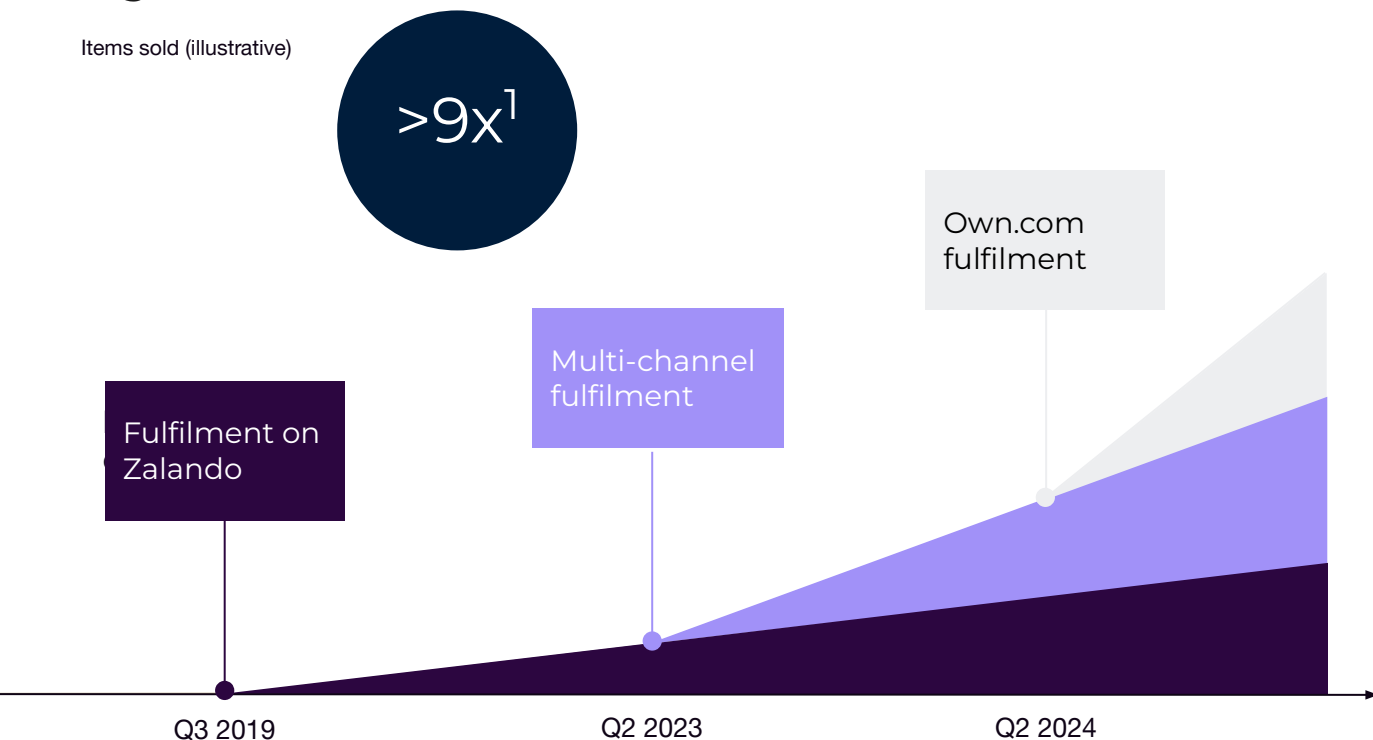 Items sold (illustrative)
>9x¹
Own.com
fulfilment
Multi-channel
fulfilment
Fulfilment on
Zalando
Q3 2019
Q2 2023
Q2 2024